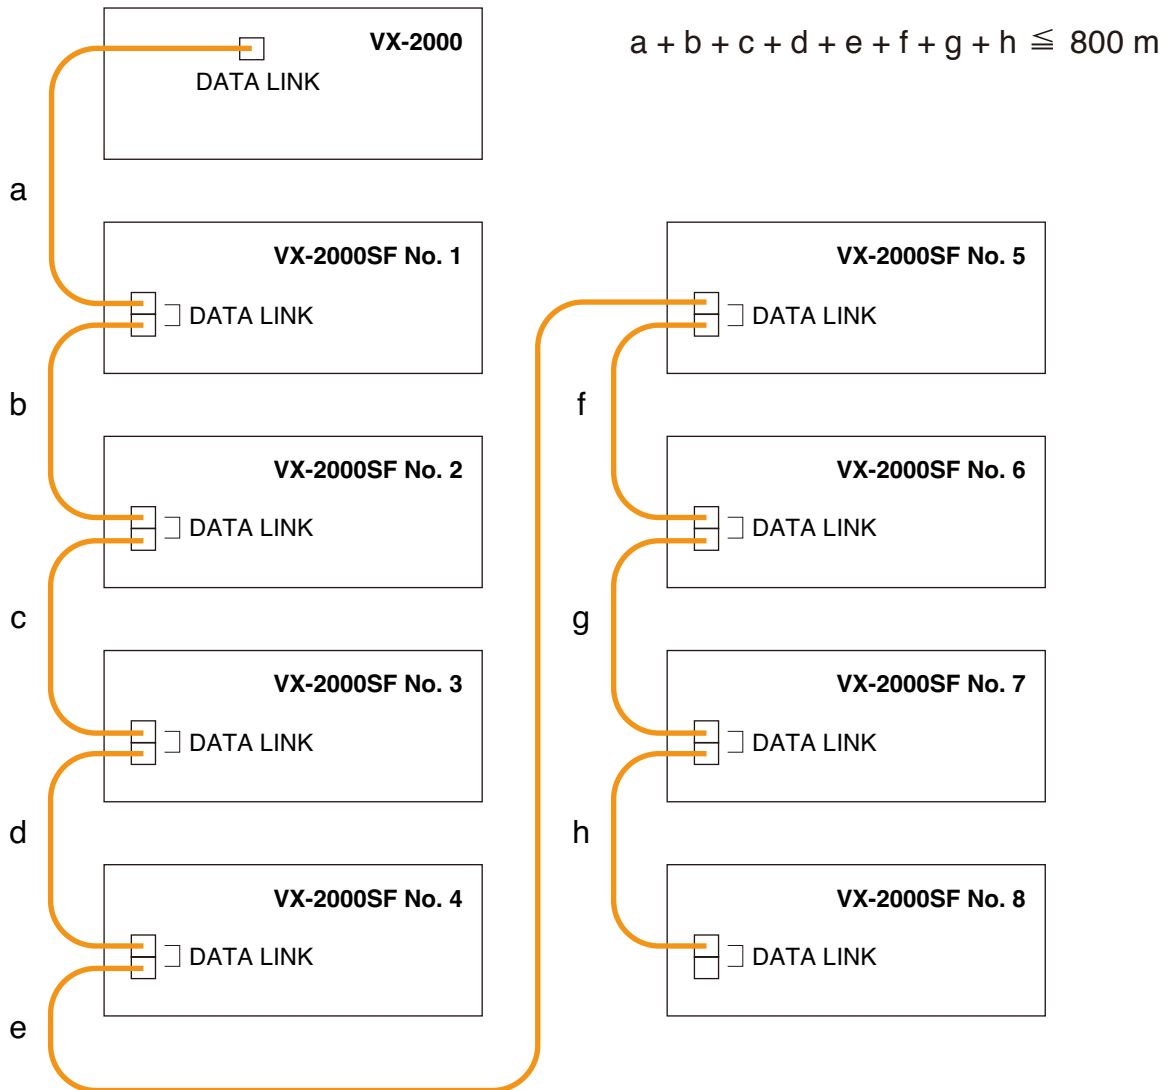 VX-2000
a + b + c + d + e + f + g + h ≦ 800 m
DATA LINK
a
VX-2000SF No. 1
DATA LINK
b
VX-2000SF No. 2
DATA LINK
c
VX-2000SF No. 3
DATA LINK
d
VX-2000SF No. 4
DATA LINK
e
VX-2000SF No. 5
DATA LINK
f
VX-2000SF No. 6
DATA LINK
g
VX-2000SF No. 7
DATA LINK
h
VX-2000SF No. 8
DATA LINK